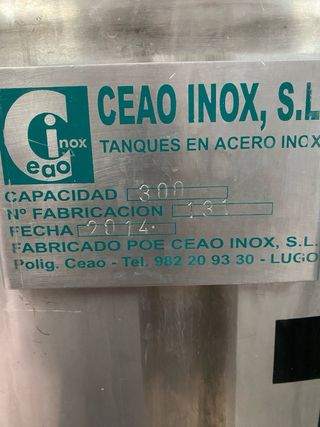 Ceao inox
CEAO INOX, S.L
TANQUES EN ACERO INOX
CAPACIDAD 300
Nº FABRICACION 131
FECHA 2014
FABRICADO POE CEAO INOX, S.L.
Polig. Ceao - Tel. 982 20 93 30 - LUGO